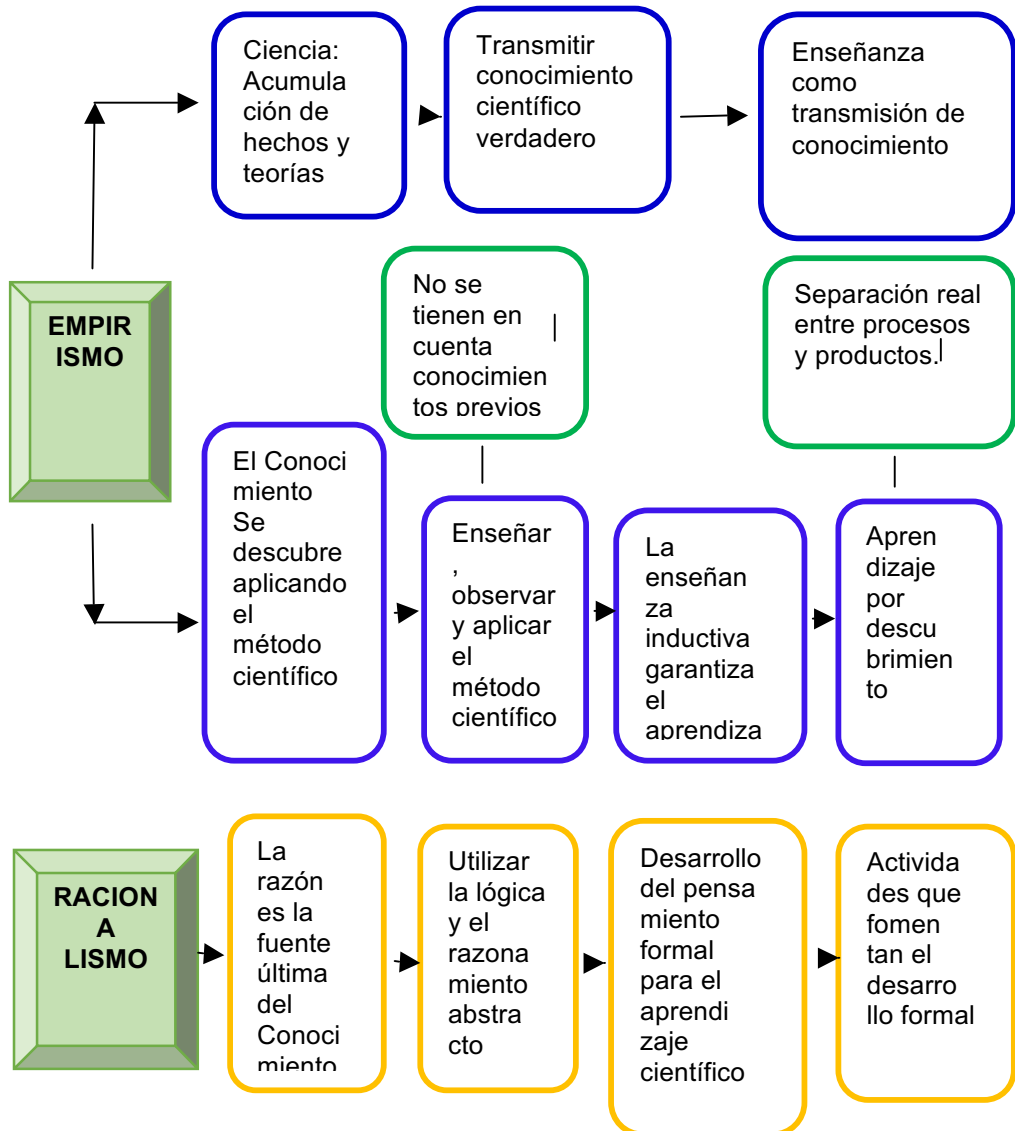 Ciencia:
Acumula
ción de
hechos y
teorías
Transmitir
conocimiento
científico
verdadero
Enseñanza
como
transmisión de
conocimiento
EMPIR
ISMO
No se
tienen en
cuenta
conocimien
tos previos
Separación real
entre procesos
y productos.
El Conoci
miento
Se
descubre
aplicando
el
método
científico
Enseñar
,
observar
y aplicar
el
método
científico
La
enseñan
za
inductiva
garantiza
el
aprendiza
Apren
dizaje
por
descu
brimien
to
RACION
A
LISMO
La
razón
es la
fuente
última
del
Conoci
miento
Utilizar
la lógica
y el
razona
miento
abstra
cto
Desarrollo
del pensa
miento
formal
para el
aprendi
zaje
científico
Activida
des que
fomen
tan el
desarro
llo formal